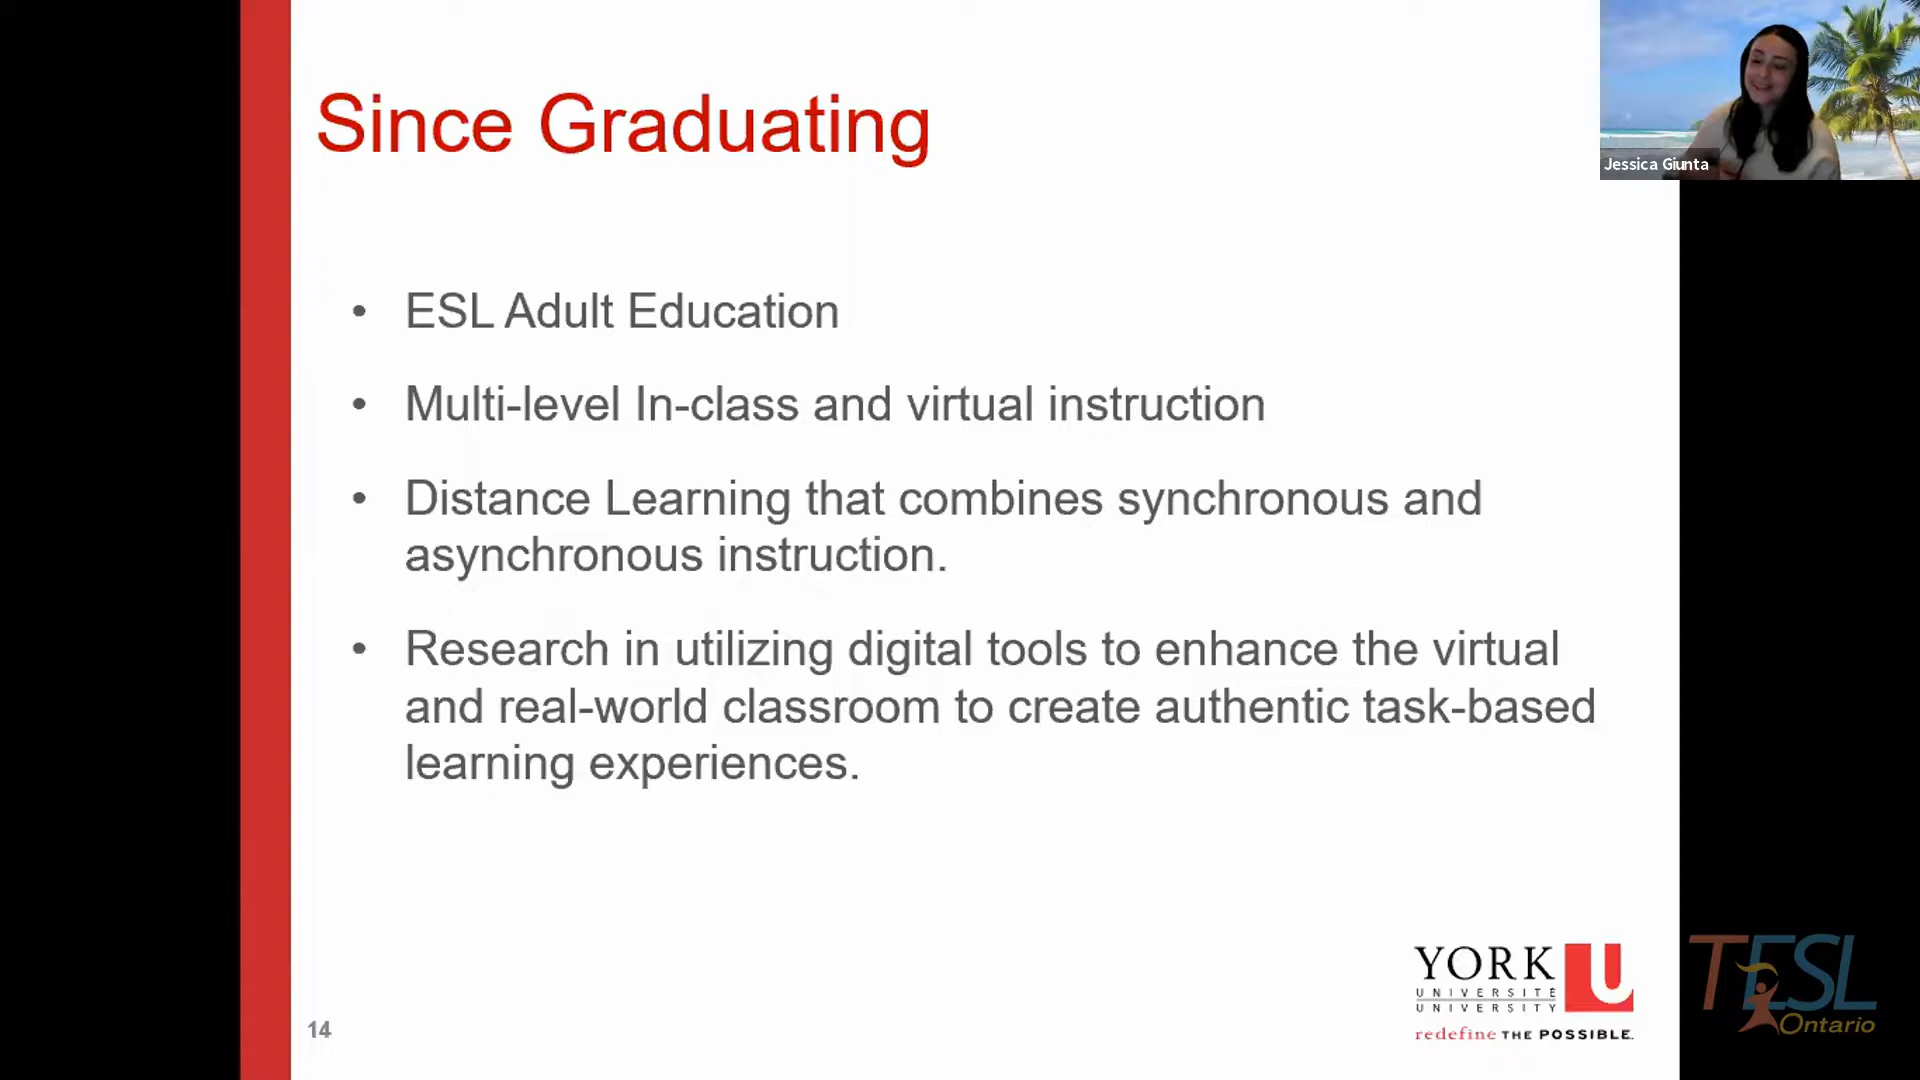 Since Graduating
Jessica Giunta
• ESL Adult Education
• Multi-level In-class and virtual instruction
• Distance Learning that combines synchronous and
asynchronous instruction.
• Research in utilizing digital tools to enhance the virtual
and real-world classroom to create authentic task-based
learning experiences.
YORK U
UNIVERSITÉ
UNIVERSITY
redefine THE POSSIBLE.
TESL
Ontario
14